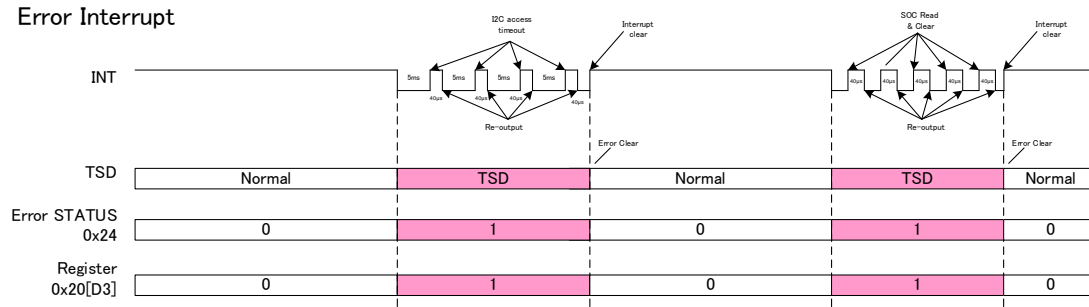 Error Interrupt
I2C access
timeout
Interrupt
clear
SOC Read
& Clear
Interrupt
clear
INT
5ms
5ms
5ms
5ms
40μs
40μs
40μs
40μs
40μs
40μs
40μs
40μs
40μs
Re-output
Re-output
Error Clear
Error Clear
TSD
Normal
TSD
Normal
TSD
Normal
Error STATUS
0x24
0
1
0
1
0
Register
0x20[D3]
0
1
0
1
0